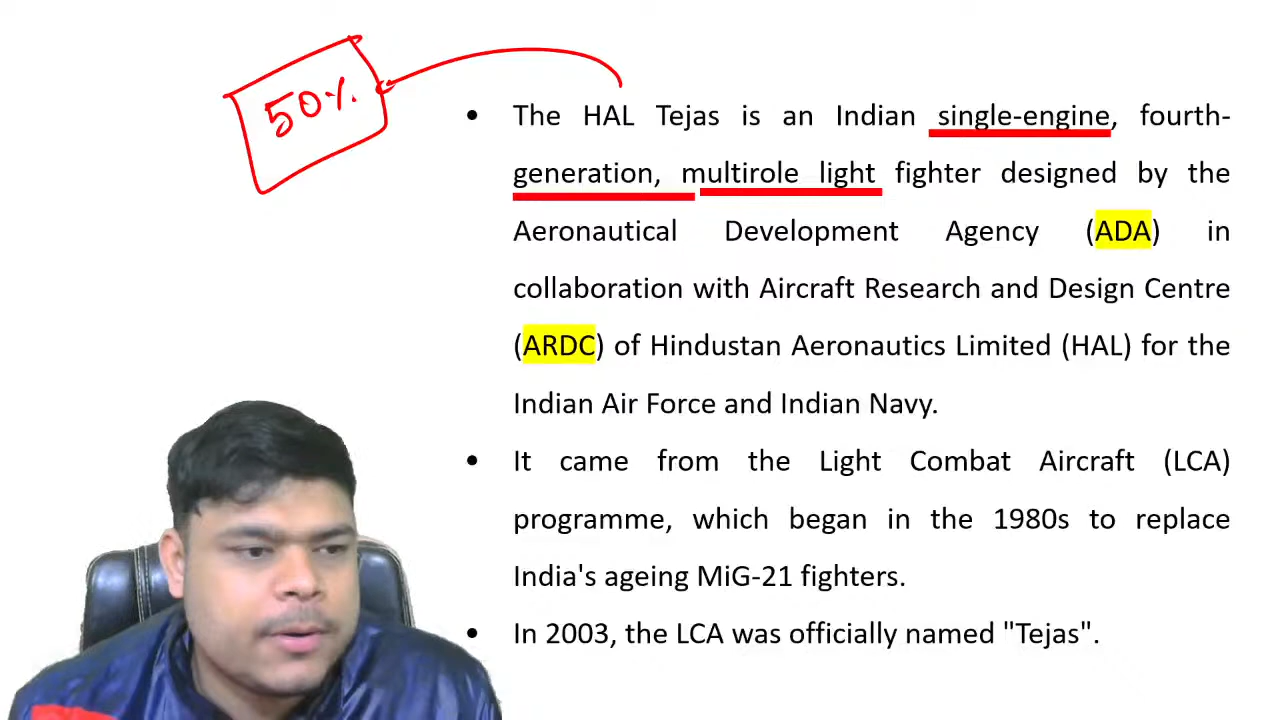 50%
• The HAL Tejas is an Indian single-engine, fourth-
generation, multirole light fighter designed by the
Aeronautical Development Agency (ADA) in
collaboration with Aircraft Research and Design Centre
(ARDC) of Hindustan Aeronautics Limited (HAL) for the
Indian Air Force and Indian Navy.
• It came from the Light Combat Aircraft (LCA)
programme, which began in the 1980s to replace
India's ageing MiG-21 fighters.
• In 2003, the LCA was officially named "Tejas".